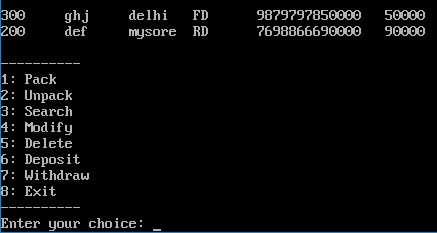 300 ghj delhi FD 9879797850000 50000
200 def mysore RD 7698866690000 90000
----------
1: Pack
2: Unpack
3: Search
4: Modify
5: Delete
6: Deposit
7: Withdraw
8: Exit
----------
Enter your choice: _